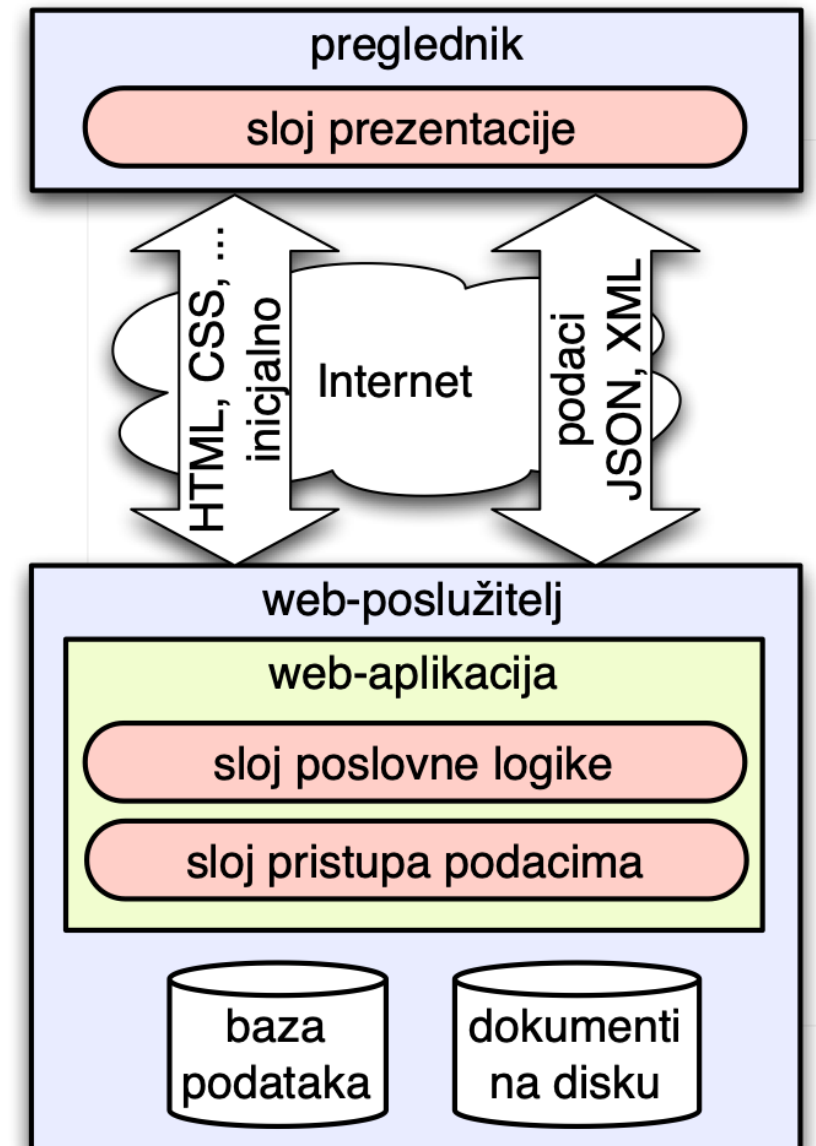 preglednik
sloj prezentacije
HTML, CSS, ...
inicjalno
Internet
podaci
JSON, XML
web-poslužitelj
web-aplikacija
sloj poslovne logike
sloj pristupa podacima
baza
podataka
dokumenti
na disku